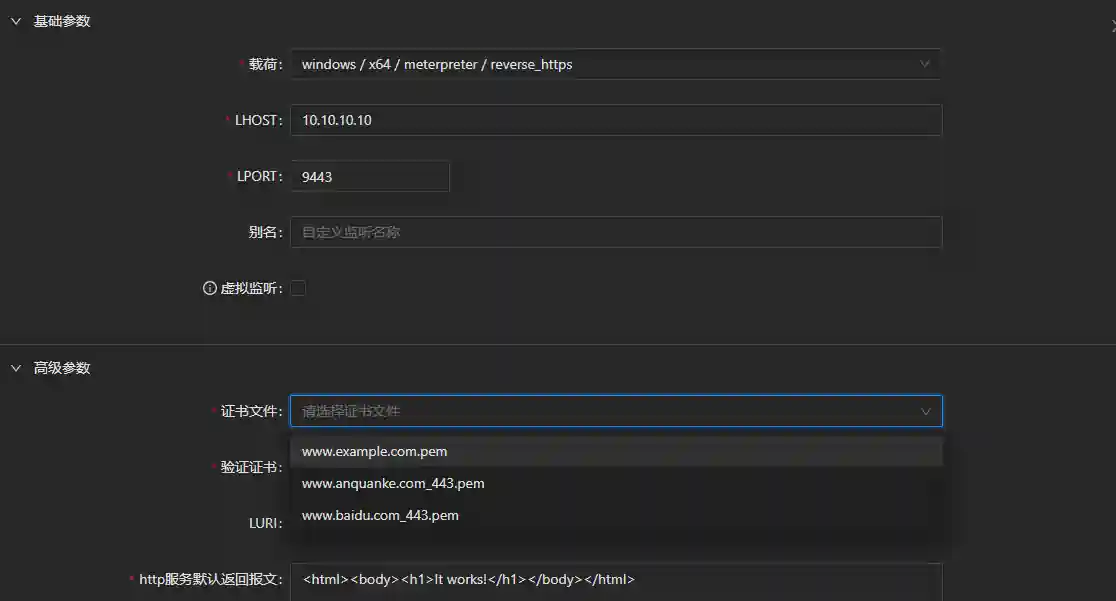 基础参数
* 载荷: windows / x64 / meterpreter / reverse_https
* LHOST: 10.10.10.10
* LPORT: 9443
别名: 自定义监听名称
虚拟监听:
高级参数
* 证书文件: 请选择证书文件
www.example.com.pem
* 验证证书:
www.anquanke.com_443.pem
www.baidu.com_443.pem
LURI:
* http服务默认返回报文: <html><body><h1>It works!</h1></body></html>